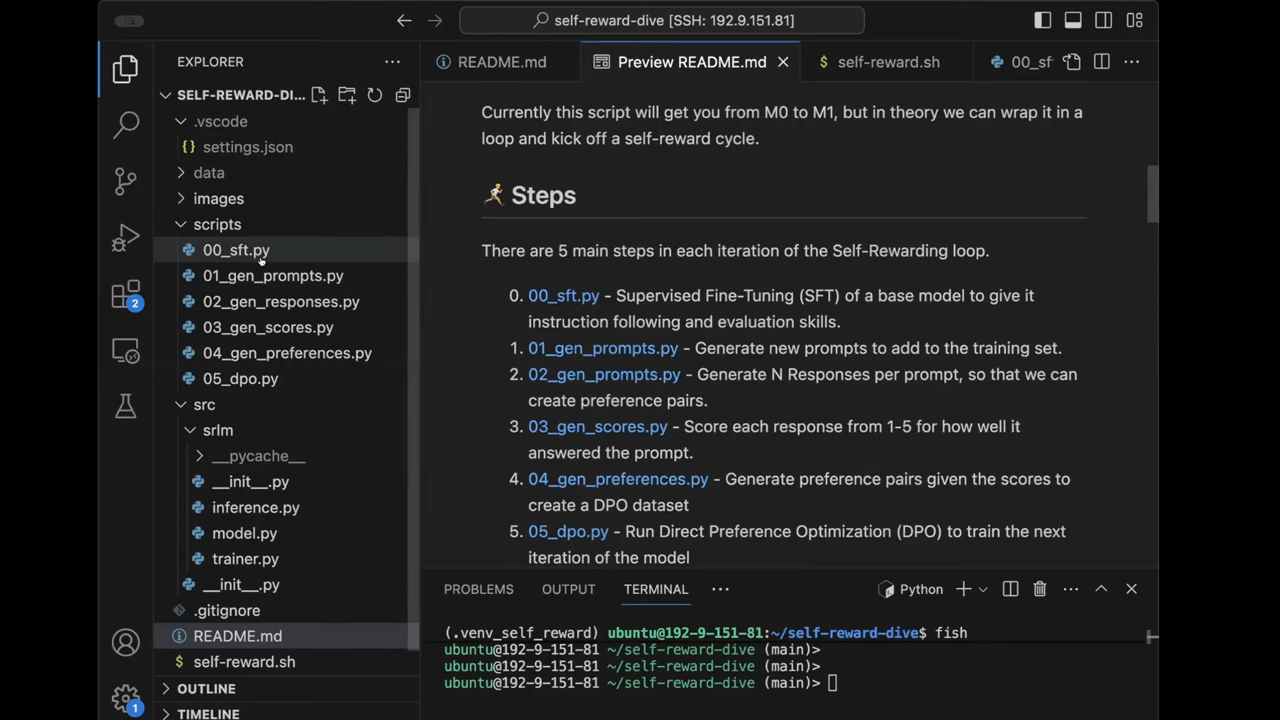 self-reward-dive [SSH: 192.9.151.81]
EXPLORER
SELF-REWARD-DI...
.vscode
{} settings.json
data
images
scripts
00_sft.py
01_gen_prompts.py
02_gen_responses.py
03_gen_scores.py
04_gen_preferences.py
05_dpo.py
src
srlm
__pycache__
__init__.py
inference.py
model.py
trainer.py
__init__.py
.gitignore
README.md
$ self-reward.sh
OUTLINE
TIMELINE
2
1
README.md
Preview README.md
$ self-reward.sh
00_sf
Currently this script will get you from M0 to M1, but in theory we can wrap it in a
loop and kick off a self-reward cycle.
Steps
There are 5 main steps in each iteration of the Self-Rewarding loop.
0. 00_sft.py - Supervised Fine-Tuning (SFT) of a base model to give it
instruction following and evaluation skills.
1. 01_gen_prompts.py - Generate new prompts to add to the training set.
2. 02_gen_prompts.py - Generate N Responses per prompt, so that we can
create preference pairs.
3. 03_gen_scores.py - Score each response from 1-5 for how well it
answered the prompt.
4. 04_gen_preferences.py - Generate preference pairs given the scores to
create a DPO dataset
5. 05_dpo.py - Run Direct Preference Optimization (DPO) to train the next
iteration of the model
PROBLEMS OUTPUT TERMINAL ... Python
(.venv_self_reward) ubuntu@192-9-151-81:~/self-reward-dive$ fish
ubuntu@192-9-151-81 ~/self-reward-dive (main)>
ubuntu@192-9-151-81 ~/self-reward-dive (main)>
ubuntu@192-9-151-81 ~/self-reward-dive (main)>